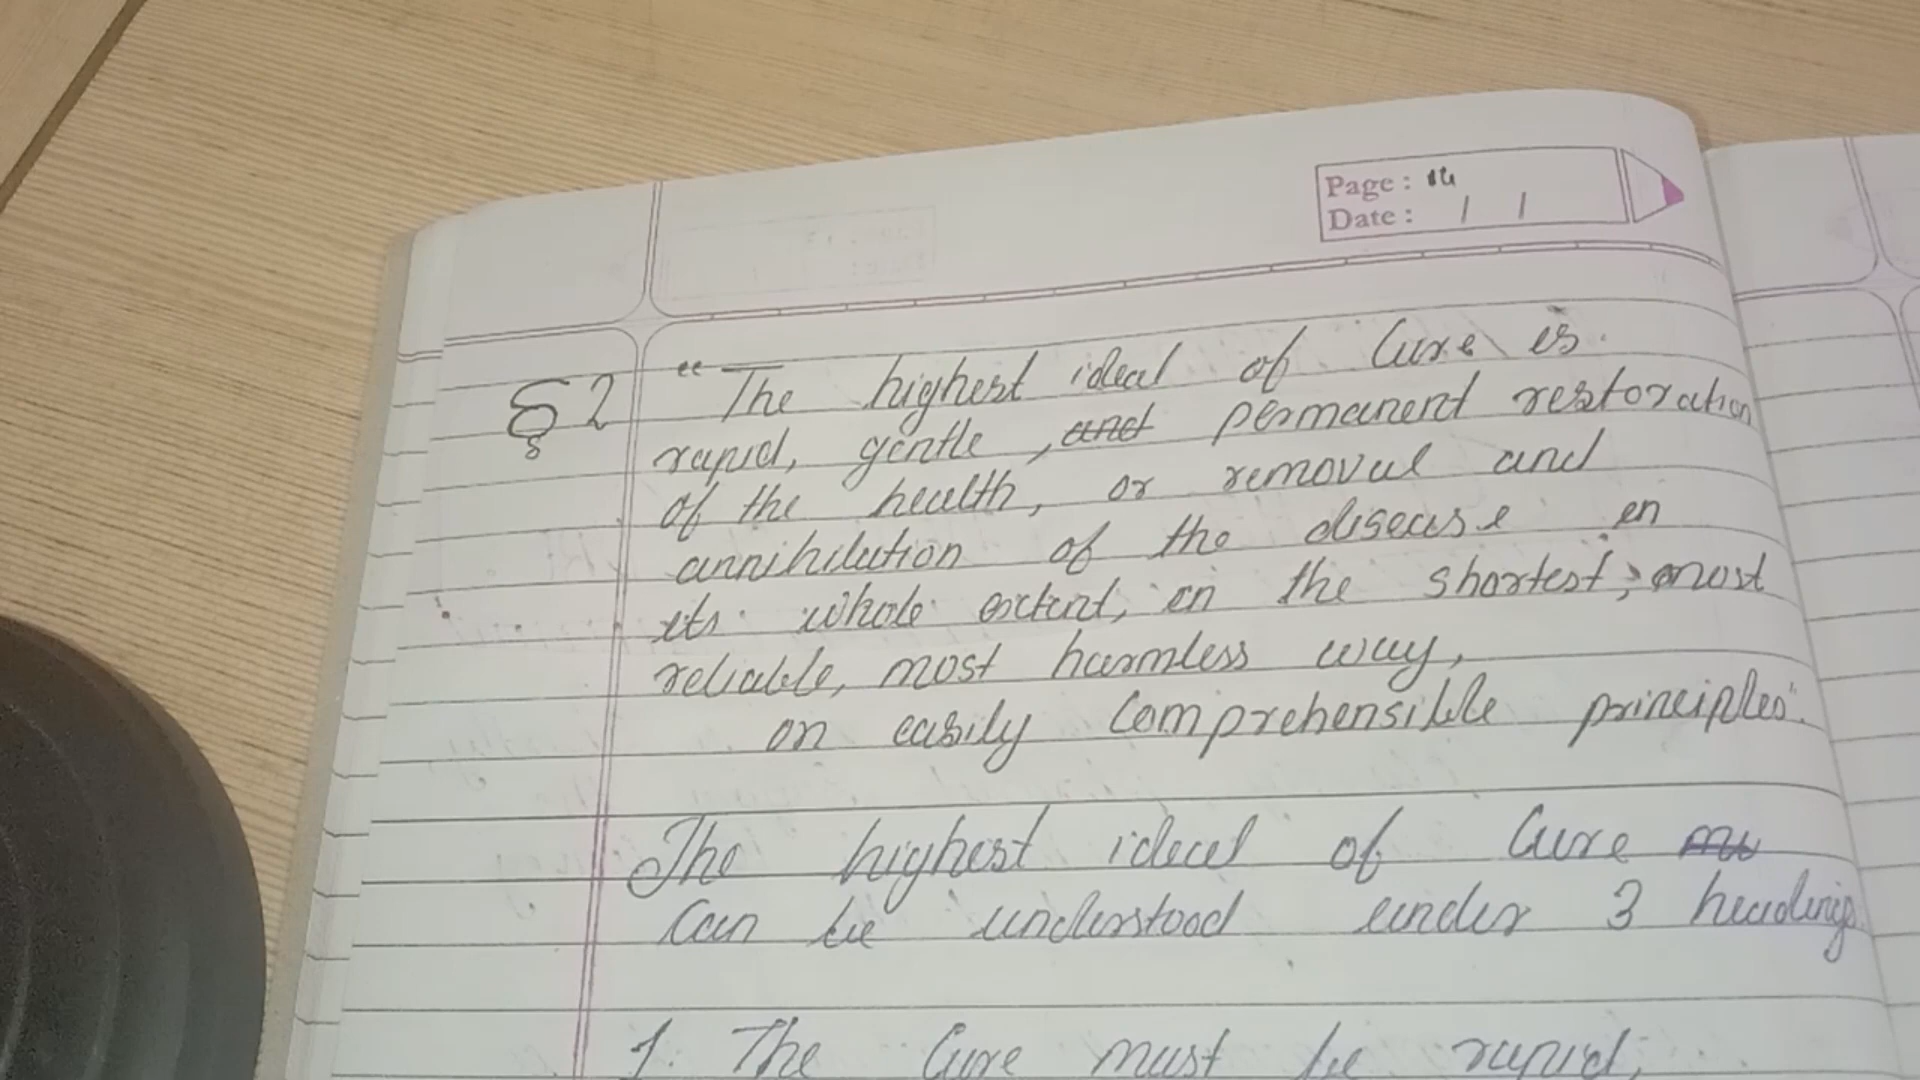 Page: 14
Date: / /
§ 2 "The highest ideal of Cure is
rapid, gentle, and permanent restoration
of the health, or removal and
annihilation of the disease in
its whole extent, in the shortest, most
reliable, most harmless way,
on easily Comprehensible principles".
The highest ideal of Cure
Can be understood under 3 heading
1. The Cure must be rapid,